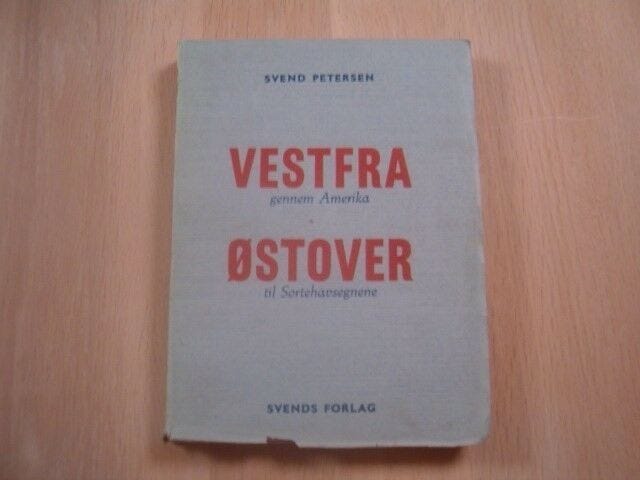 SVEND PETERSEN
VESTFRA
gennem Amerika
ØSTOVER
til Sortehavsegnene
SVENDS FORLAG